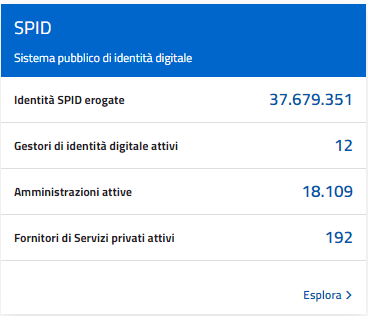 SPID
Sistema pubblico di identità digitale
Identità SPID erogate 37.679.351
Gestori di identità digitale attivi 12
Amministrazioni attive 18.109
Fornitori di Servizi privati attivi 192
Esplora